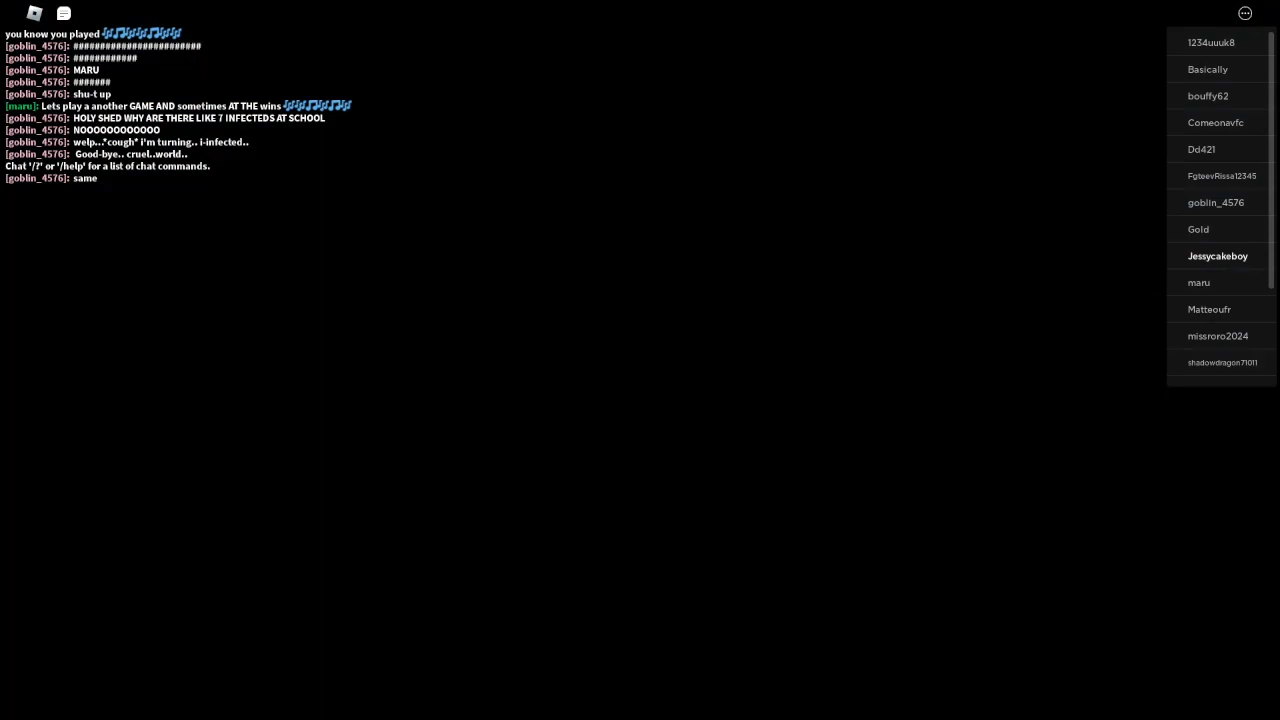 you know you played 🎶🎵🎶🎵🎶🎵🎶
[goblin_4576]: ########################
[goblin_4576]: ############
[goblin_4576]: MARU
[goblin_4576]: #######
[goblin_4576]: shu-t up
[maru]: Lets play a another GAME AND sometimes AT THE wins 🎶🎶🎵🎶🎵🎶
[goblin_4576]: HOLY SHED WHY ARE THERE LIKE 7 INFECTEDS AT SCHOOL
[goblin_4576]: NOOOOOOOOOOOO
[goblin_4576]: welp...*cough* i'm turning.. i-infected..
[goblin_4576]: Good-bye.. cruel..world..
Chat '/?' or '/help' for a list of chat commands.
[goblin_4576]: same
1234uuuk8
Basically
bouffy62
Comeonavfc
Dd421
FgteevRissa12345
goblin_4576
Gold
Jessycakeboy
maru
Matteoufr
missroro2024
shadowdragon71011